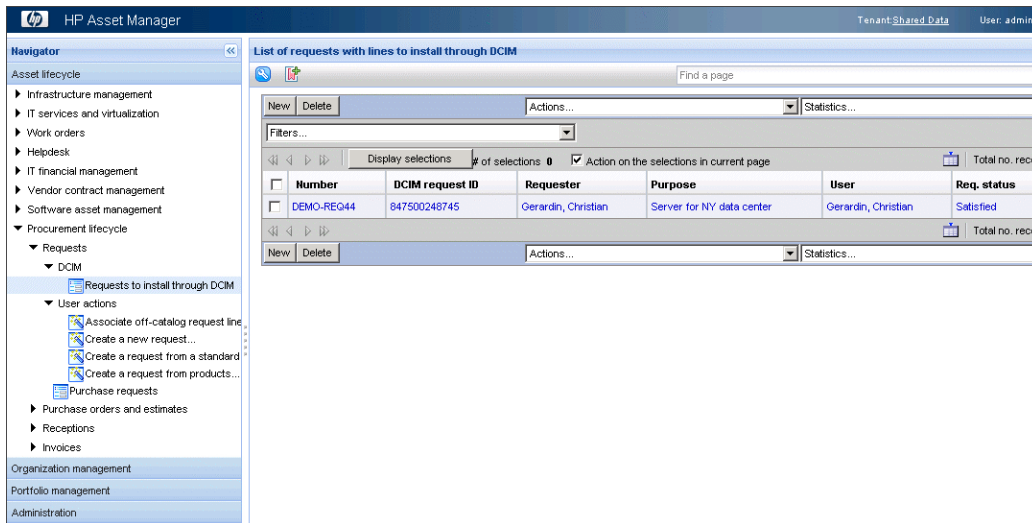 hp HP Asset Manager Tenant:Shared Data User: admin
Navigator
Asset lifecycle
Infrastructure management
IT services and virtualization
Work orders
Helpdesk
IT financial management
Vendor contract management
Software asset management
Procurement lifecycle
Requests
DCIM
Requests to install through DCIM
User actions
Associate off-catalog request line
Create a new request...
Create a request from a standard
Create a request from products...
Purchase requests
Purchase orders and estimates
Receptions
Invoices
Organization management
Portfolio management
Administration
List of requests with lines to install through DCIM
Find a page
New Delete Actions... Statistics...
Filters...
Display selections # of selections 0 Action on the selections in current page Total no. rec
Number DCIM request ID Requester Purpose User Req. status
DEMO-REQ44 847500248745 Gerardin, Christian Server for NY data center Gerardin, Christian Satisfied
Total no. rec
New Delete Actions... Statistics...